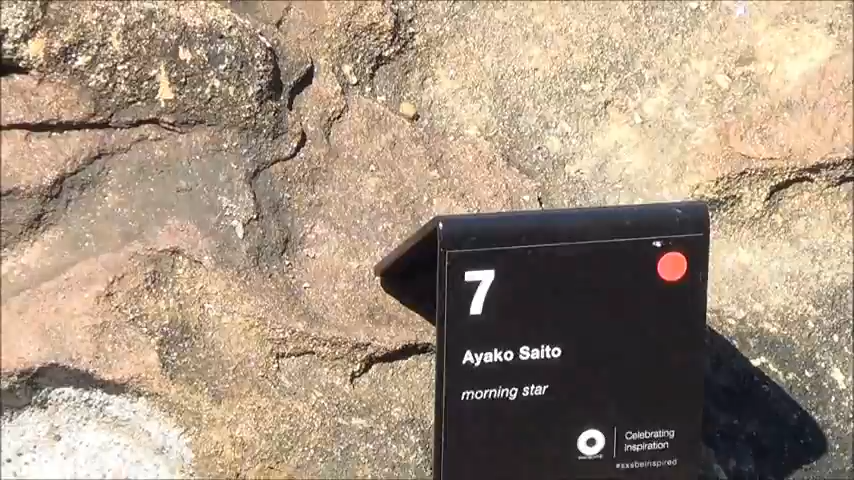 7
Ayako Saito
morning star
Celebrating
Inspiration
#sxsbeinspired